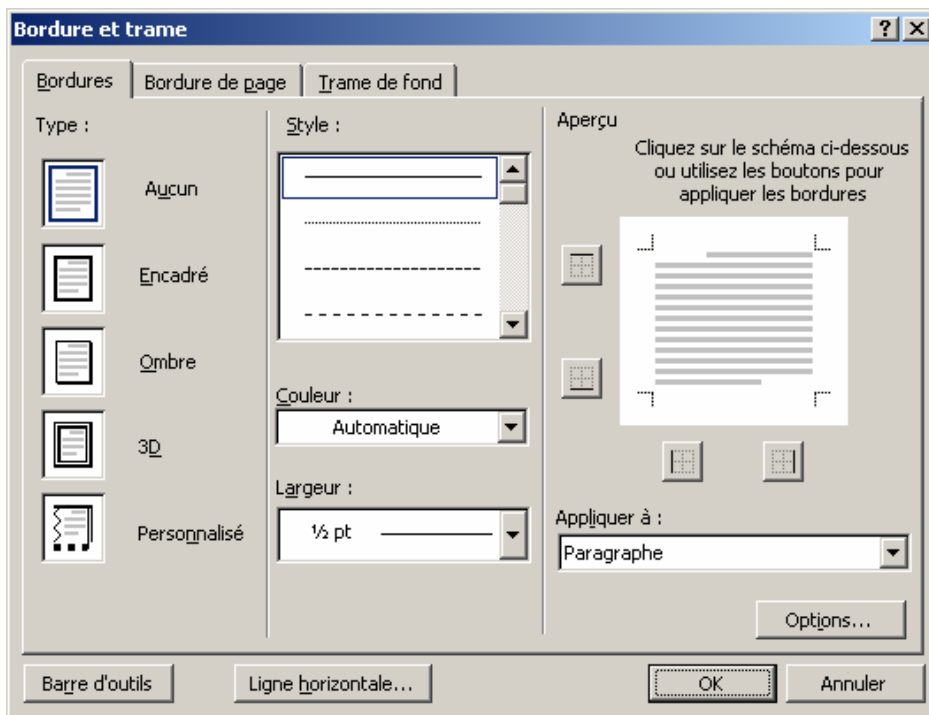 Bordure et trame
Bordures
Bordure de page
Trame de fond
Type :
Aucun
Encadré
Ombre
3D
Personnalisé
Style :
Couleur :
Automatique
Largeur :
½ pt
Aperçu
Cliquez sur le schéma ci-dessous
ou utilisez les boutons pour
appliquer les bordures
Appliquer à :
Paragraphe
Options...
Barre d'outils
Ligne horizontale...
OK
Annuler